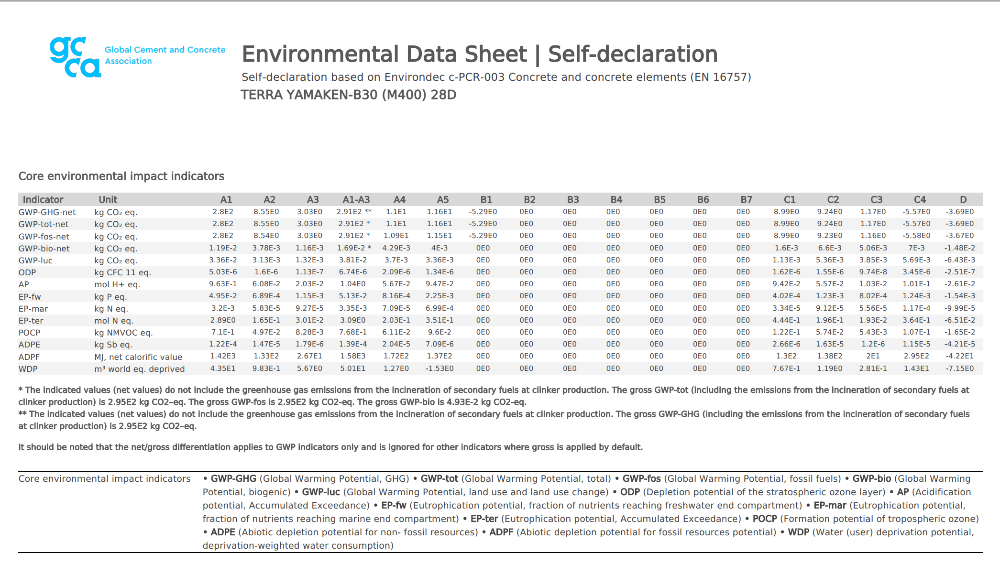 gcca Global Cement and Concrete
Association
Environmental Data Sheet | Self-declaration
Self-declaration based on Environdec c-PCR-003 Concrete and concrete elements (EN 16757)
TERRA YAMAKEN-B30 (M400) 28D
Core environmental impact indicators
Indicator Unit A1 A2 A3 A1-A3 A4 A5 B1 B2 B3 B4 B5 B6 B7 C1 C2 C3 C4 D
GWP-GHG-net kg CO₂ eq. 2.8E2 8.55E0 3.03E0 2.91E2 ** 1.1E1 1.16E1 -5.29E0 0E0 0E0 0E0 0E0 0E0 0E0 8.99E0 9.24E0 1.17E0 -5.57E0 -3.69E0
GWP-tot-net kg CO₂ eq. 2.8E2 8.55E0 3.03E0 2.91E2 * 1.1E1 1.16E1 -5.29E0 0E0 0E0 0E0 0E0 0E0 0E0 8.99E0 9.24E0 1.17E0 -5.57E0 -3.69E0
GWP-fos-net kg CO₂ eq. 2.8E2 8.54E0 3.03E0 2.91E2 * 1.09E1 1.15E1 -5.29E0 0E0 0E0 0E0 0E0 0E0 0E0 8.99E0 9.23E0 1.16E0 -5.58E0 -3.67E0
GWP-bio-net kg CO₂ eq. 1.19E-2 3.78E-3 1.16E-3 1.69E-2 * 4.29E-3 4E-3 0E0 0E0 0E0 0E0 0E0 0E0 0E0 1.6E-3 6.6E-3 5.06E-3 7E-3 -1.48E-2
GWP-luc kg CO₂ eq. 3.36E-2 3.13E-3 1.32E-3 3.81E-2 3.7E-3 3.36E-3 0E0 0E0 0E0 0E0 0E0 0E0 0E0 1.13E-3 5.36E-3 3.85E-3 5.69E-3 -6.43E-3
ODP kg CFC 11 eq. 5.03E-6 1.6E-6 1.13E-7 6.74E-6 2.09E-6 1.34E-6 0E0 0E0 0E0 0E0 0E0 0E0 0E0 1.62E-6 1.55E-6 9.74E-8 3.45E-6 -2.51E-7
AP mol H+ eq. 9.63E-1 6.08E-2 2.03E-2 1.04E0 5.67E-2 9.47E-2 0E0 0E0 0E0 0E0 0E0 0E0 0E0 9.42E-2 5.57E-2 1.03E-2 1.01E-1 -2.61E-2
EP-fw kg P eq. 4.95E-2 6.89E-4 1.15E-3 5.13E-2 8.16E-4 2.25E-3 0E0 0E0 0E0 0E0 0E0 0E0 0E0 4.02E-4 1.23E-3 8.02E-4 1.24E-3 -1.54E-3
EP-mar kg N eq. 3.2E-3 5.83E-5 9.27E-5 3.35E-3 7.09E-5 6.99E-4 0E0 0E0 0E0 0E0 0E0 0E0 0E0 3.34E-5 9.12E-5 5.56E-5 1.17E-4 -9.99E-5
EP-ter mol N eq. 2.89E0 1.65E-1 3.01E-2 3.09E0 2.03E-1 3.51E-1 0E0 0E0 0E0 0E0 0E0 0E0 0E0 4.44E-1 1.96E-1 1.93E-2 3.64E-1 -6.51E-2
POCP kg NMVOC eq. 7.1E-1 4.97E-2 8.28E-3 7.68E-1 6.11E-2 9.6E-2 0E0 0E0 0E0 0E0 0E0 0E0 0E0 1.22E-1 5.74E-2 5.43E-3 1.07E-1 -1.65E-2
ADPE kg Sb eq. 1.22E-4 1.47E-5 1.79E-6 1.39E-4 2.04E-5 7.09E-6 0E0 0E0 0E0 0E0 0E0 0E0 0E0 2.66E-6 1.63E-5 1.2E-6 1.15E-5 -4.21E-5
ADPF MJ, net calorific value 1.42E3 1.33E2 2.67E1 1.58E3 1.72E2 1.37E2 0E0 0E0 0E0 0E0 0E0 0E0 0E0 1.3E2 1.38E2 2E1 2.95E2 -4.22E1
WDP m³ world eq. deprived 4.35E1 9.83E-1 5.67E0 5.01E1 1.27E0 -1.53E0 0E0 0E0 0E0 0E0 0E0 0E0 0E0 7.67E-1 1.19E0 2.81E-1 1.43E1 -7.15E0
* The indicated values (net values) do not include the greenhouse gas emissions from the incineration of secondary fuels at clinker production. The gross GWP-tot (including the emissions from the incineration of secondary fuels at
clinker production) is 2.95E2 kg CO2–eq. The gross GWP-fos is 2.95E2 kg CO2-eq. The gross GWP-bio is 4.93E-2 kg CO2-eq.
** The indicated values (net values) do not include the greenhouse gas emissions from the incineration of secondary fuels at clinker production. The gross GWP-GHG (including the emissions from the incineration of secondary fuels
at clinker production) is 2.95E2 kg CO2–eq.
It should be noted that the net/gross differentiation applies to GWP indicators only and is ignored for other indicators where gross is applied by default.
Core environmental impact indicators • GWP-GHG (Global Warming Potential, GHG) • GWP-tot (Global Warming Potential, total) • GWP-fos (Global Warming Potential, fossil fuels) • GWP-bio (Global Warming
Potential, biogenic) • GWP-luc (Global Warming Potential, land use and land use change) • ODP (Depletion potential of the stratospheric ozone layer) • AP (Acidification
potential, Accumulated Exceedance) • EP-fw (Eutrophication potential, fraction of nutrients reaching freshwater end compartment) • EP-mar (Eutrophication potential,
fraction of nutrients reaching marine end compartment) • EP-ter (Eutrophication potential, Accumulated Exceedance) • POCP (Formation potential of tropospheric ozone)
• ADPE (Abiotic depletion potential for non- fossil resources) • ADPF (Abiotic depletion potential for fossil resources potential) • WDP (Water (user) deprivation potential,
deprivation-weighted water consumption)